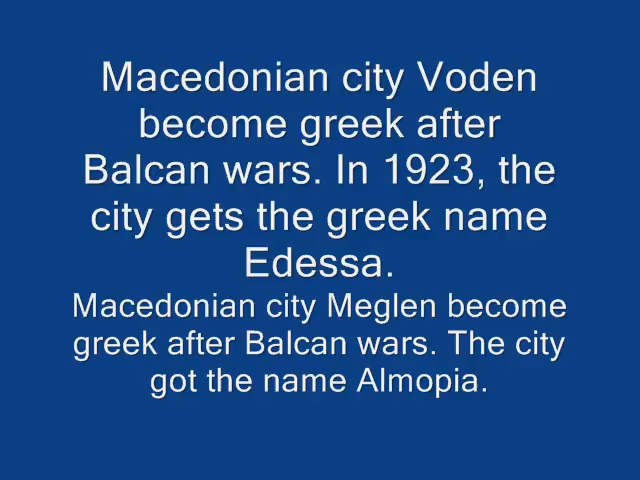 Macedonian city Voden
become greek after
Balcan wars. In 1923, the
city gets the greek name
Edessa.
Macedonian city Meglen become
greek after Balcan wars. The city
got the name Almopia.